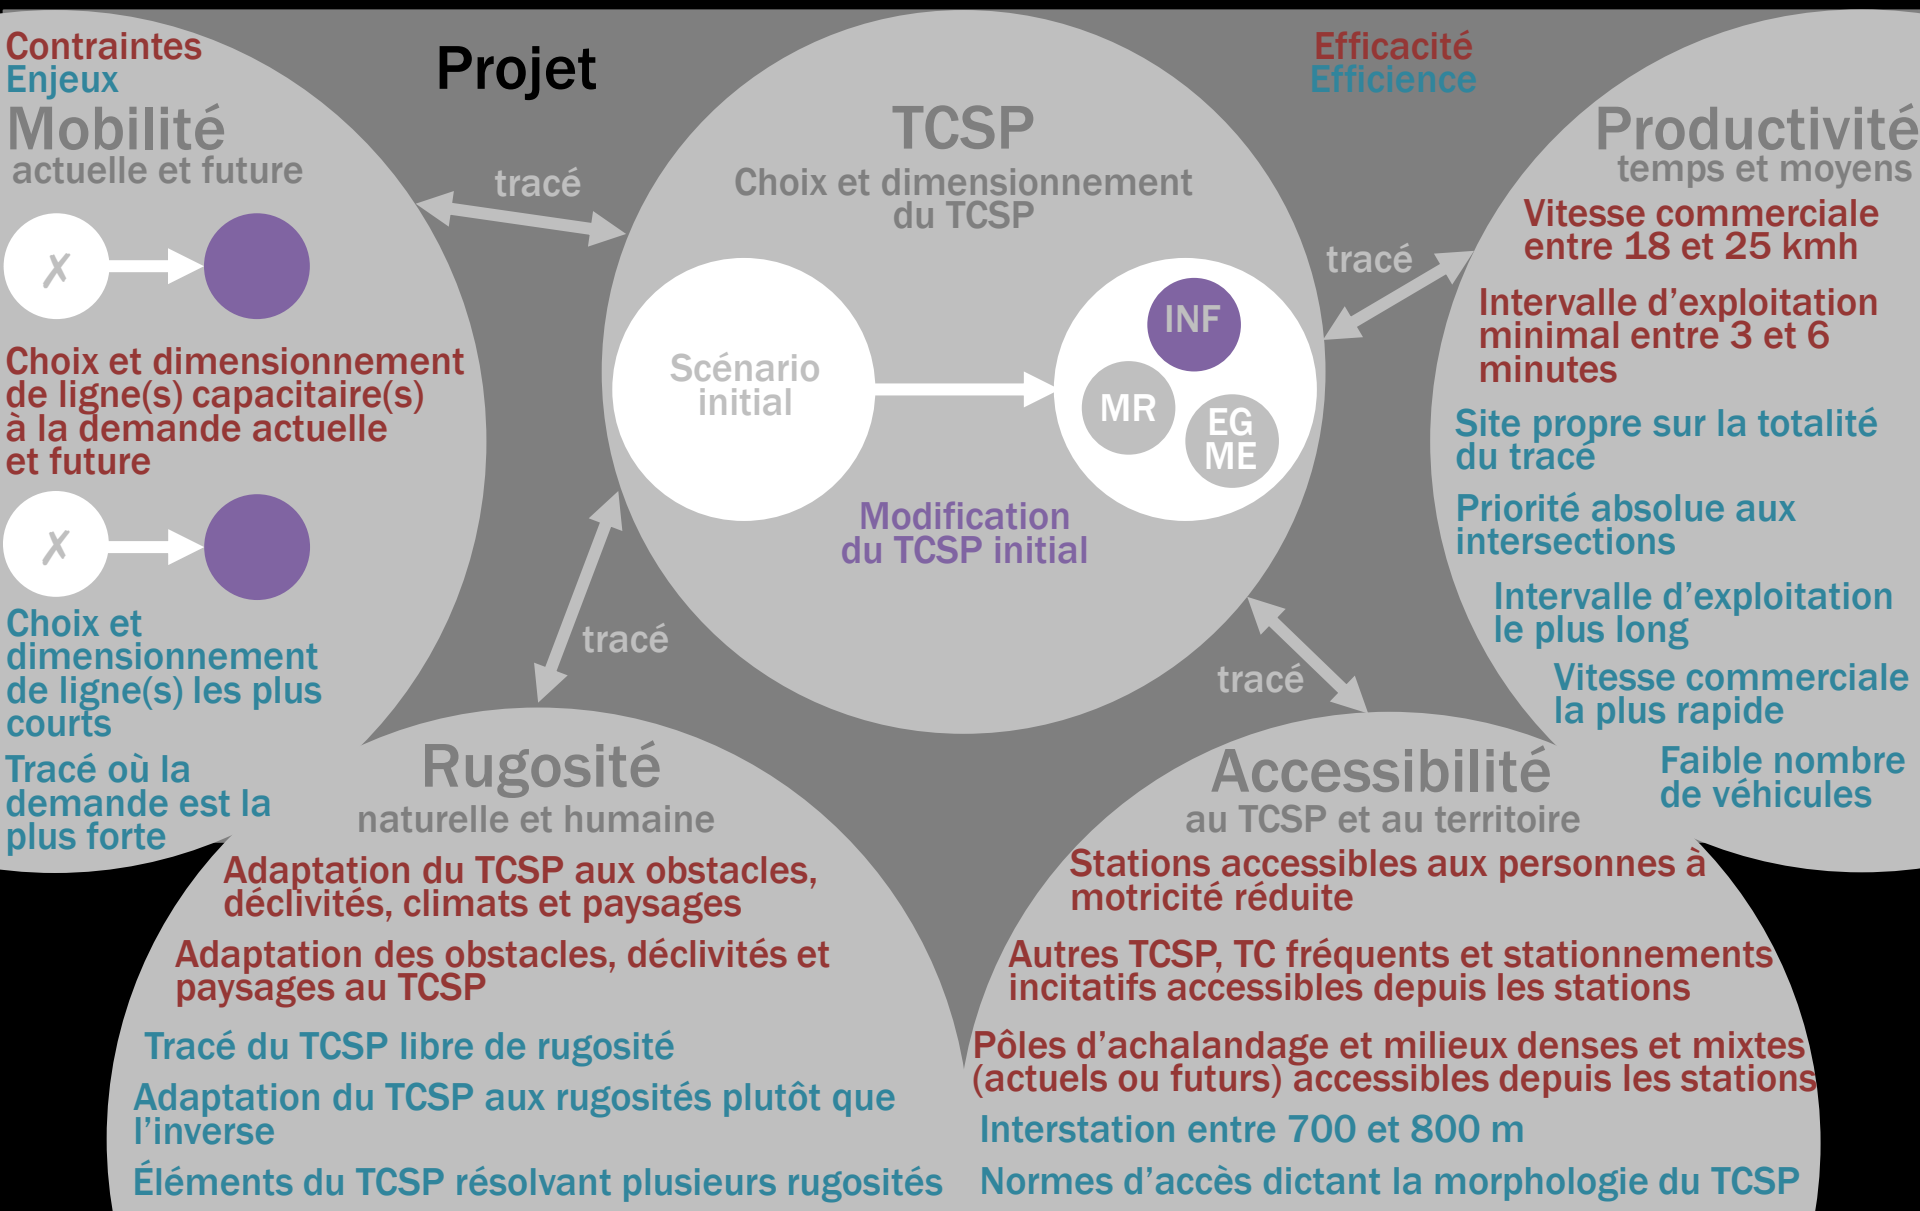 Contraintes
Enjeux
Mobilité
actuelle et future
✗
Choix et dimensionnement
de ligne(s) capacitaire(s)
à la demande actuelle
et future
✗
Choix et
dimensionnement
de ligne(s) les plus
courts
Tracé où la
demande est la
plus forte
Projet
tracé
TCSP
Choix et dimensionnement
du TCSP
Scénario
initial
INF
MR
EG
ME
Modification
du TCSP initial
tracé
tracé
tracé
Efficacité
Efficience
Productivité
temps et moyens
Vitesse commerciale
entre 18 et 25 kmh
Intervalle d’exploitation
minimal entre 3 et 6
minutes
Site propre sur la totalité
du tracé
Priorité absolue aux
intersections
Intervalle d’exploitation
le plus long
Vitesse commerciale
la plus rapide
Faible nombre
de véhicules
Rugosité
naturelle et humaine
Adaptation du TCSP aux obstacles,
déclivités, climats et paysages
Adaptation des obstacles, déclivités et
paysages au TCSP
Tracé du TCSP libre de rugosité
Adaptation du TCSP aux rugosités plutôt que
l’inverse
Éléments du TCSP résolvant plusieurs rugosités
Accessibilité
au TCSP et au territoire
Stations accessibles aux personnes à
motricité réduite
Autres TCSP, TC fréquents et stationnements
incitatifs accessibles depuis les stations
Pôles d’achalandage et milieux denses et mixtes
(actuels ou futurs) accessibles depuis les stations
Interstation entre 700 et 800 m
Normes d’accès dictant la morphologie du TCSP